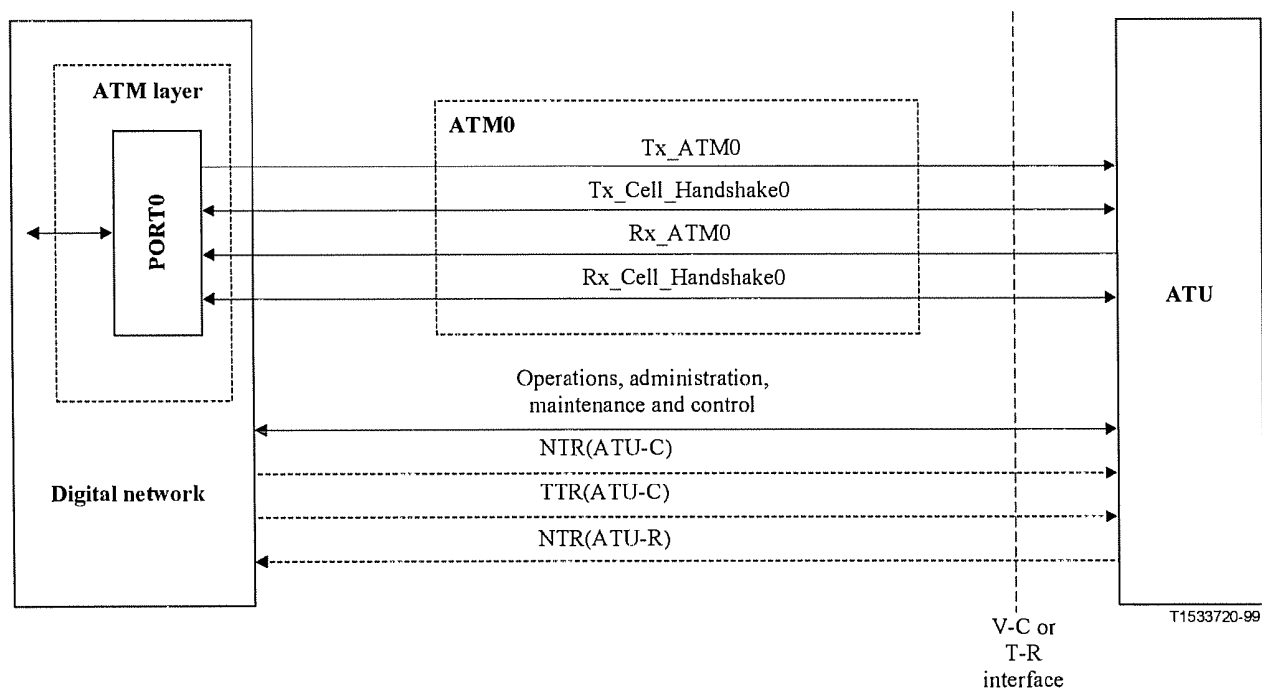 ATM layer
PORT0
ATM0
Tx_ATM0
Tx_Cell_Handshake0
Rx_ATM0
Rx_Cell_Handshake0
ATU
Operations, administration,
maintenance and control
NTR(ATU-C)
TTR(ATU-C)
NTR(ATU-R)
Digital network
T1533720-99
V-C or
T-R
interface